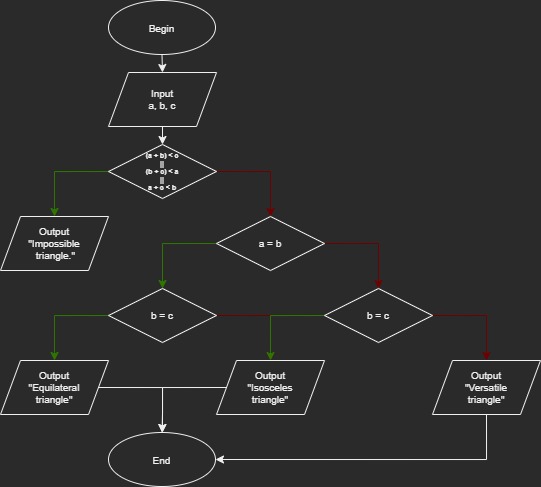 Begin
Input
a, b, c
(a + b) < c
||
(b + c) < a
||
a + c < b
Output
"Impossible
triangle."
a = b
b = c
b = c
Output
"Equilateral
triangle"
Output
"Isosceles
triangle"
Output
"Versatile
triangle"
End